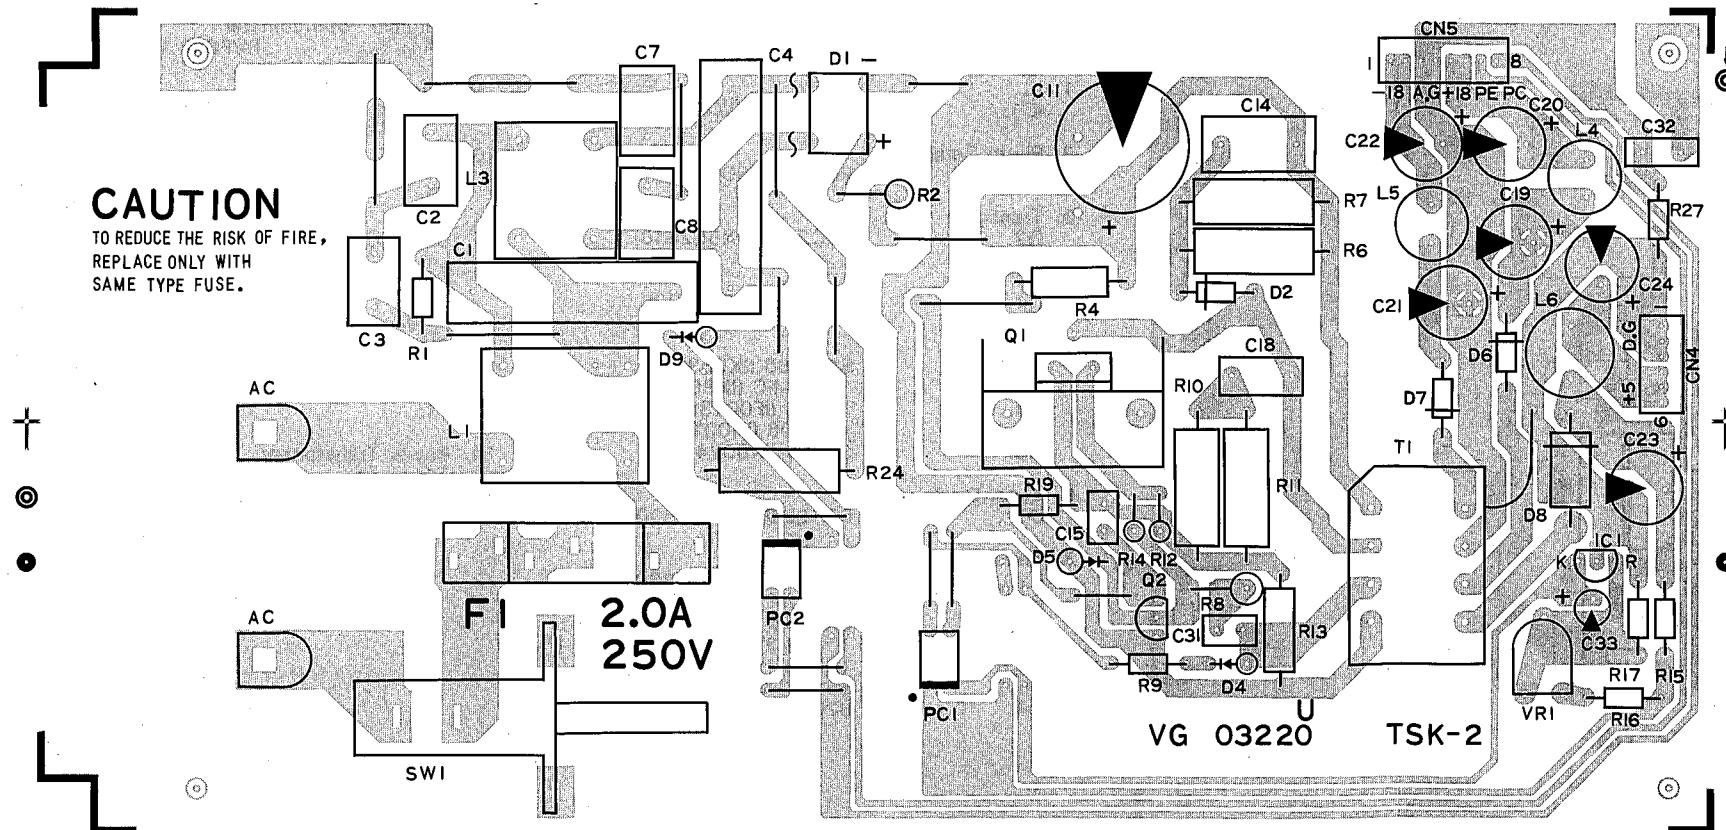 CN5
C7
C4
D1 -
1
8
-18 A.G +18 PE PC
C11
C14
+
C20
+
L4
C32
C22
+
L3
CAUTION
TO REDUCE THE RISK OF FIRE,
REPLACE ONLY WITH
SAME TYPE FUSE.
C2
R2
R7
L5
C19
R27
C1
C8
+
R6
+
C3
R1
R4
D2
C21
+
L6
C24
+
1
D.G
CN4
+5
6
D9
Q1
C18
D6
AC
R10
D7
L1
T1
C23
+
R24
R19
R11
C15
D8
D5
R14
R12
IC1
K
R
F1
2.0A
250V
PC2
Q2
R8
+
C31
R13
C33
AC
R9
D4
R17
R15
PC1
U
VR1
R16
VG 03220
TSK-2
SW1